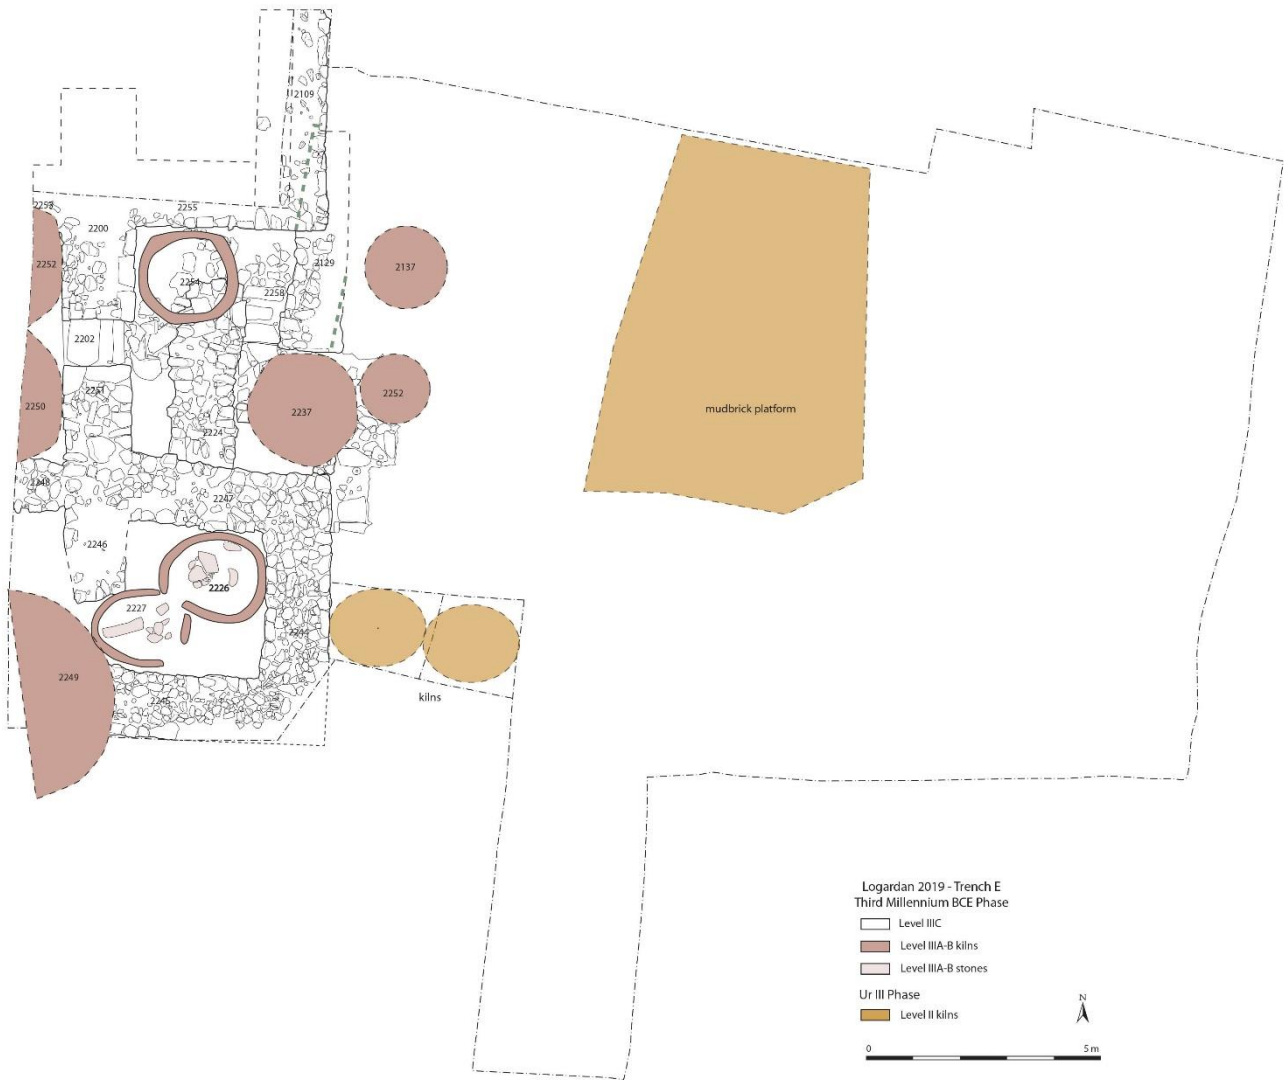 2109
2253
2255
2200
2252
2254
2258
2129
2137
2202
2251
2250
2237
2252
2224
mudbrick platform
2248
2247
2246
2226
2227
2244
2249
2245
kilns
Logardan 2019 - Trench E
Third Millennium BCE Phase
Level IIIC
Level IIIA-B kilns
Level IIIA-B stones
Ur III Phase
Level II kilns
N
0 5 m